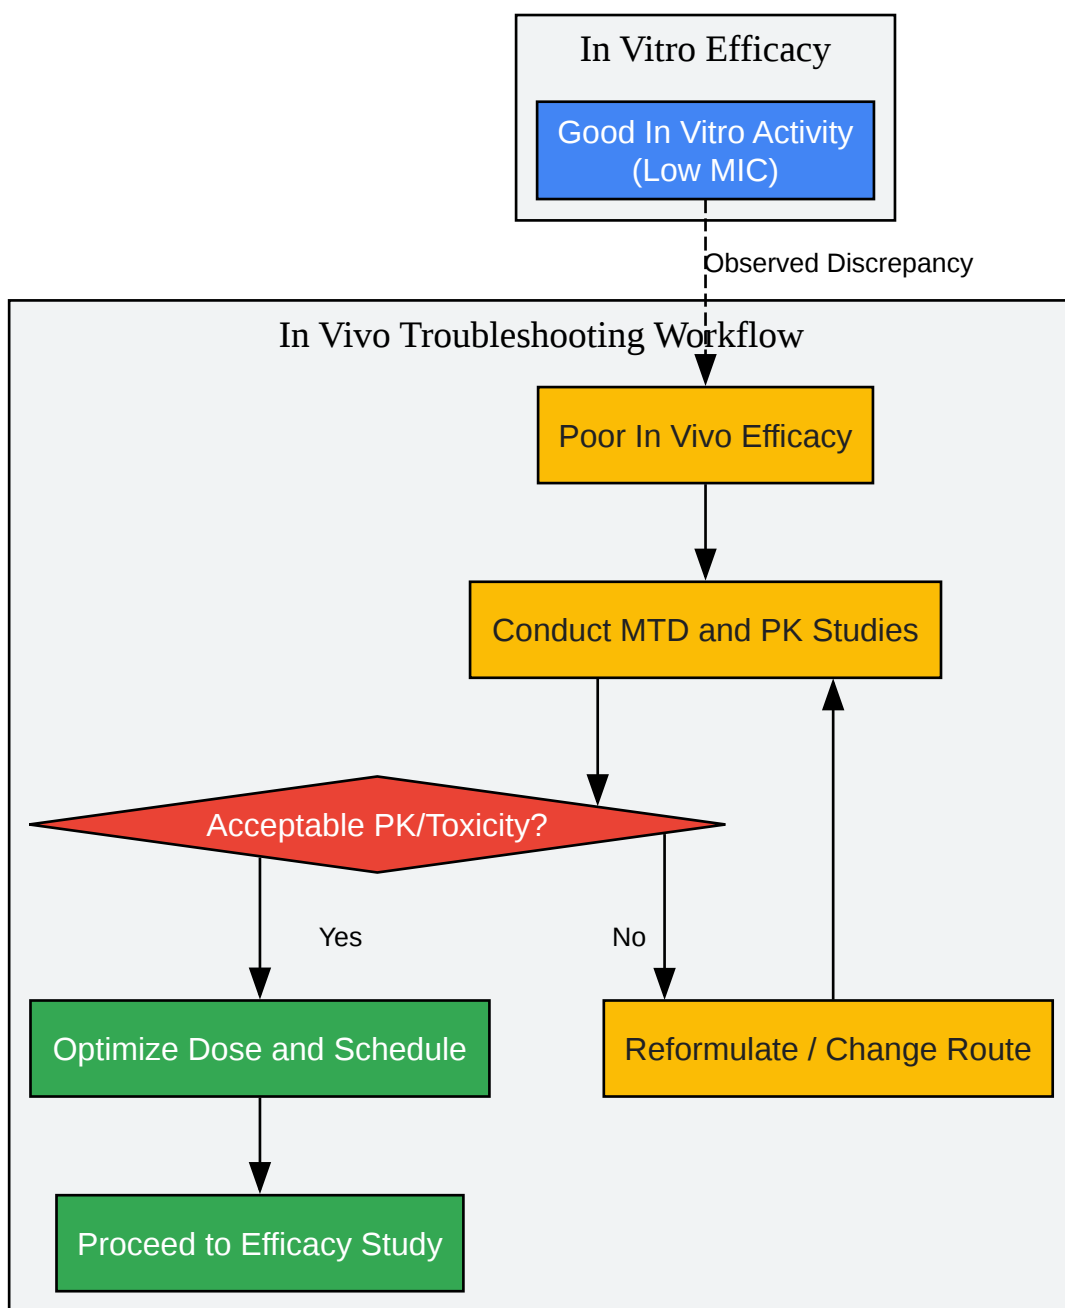 In Vitro Efficacy
Good In Vitro Activity
(Low MIC)
Observed Discrepancy
In Vivo Troubleshooting Workflow
Poor In Vivo Efficacy
Conduct MTD and PK Studies
Acceptable PK/Toxicity?
Yes
No
Optimize Dose and Schedule
Reformulate / Change Route
Proceed to Efficacy Study